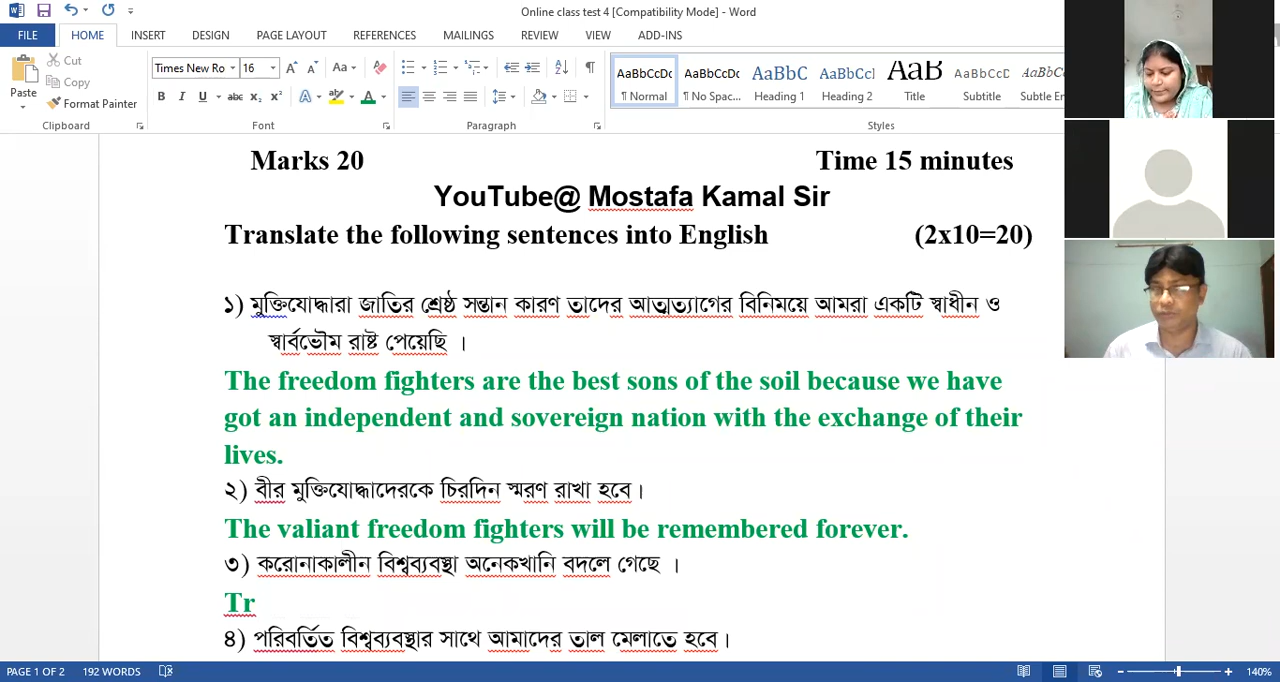 Online class test 4 [Compatibility Mode] - Word
FILE HOME INSERT DESIGN PAGE LAYOUT REFERENCES MAILINGS REVIEW VIEW ADD-INS
Cut
Copy
Format Painter
Paste
Times New Ro 16
AaBbCcDc AaBbCcDc AaBbC AaBbCcl AaB AaBbCcD AaBbCc
¶ Normal ¶ No Spac... Heading 1 Heading 2 Title Subtitle Subtle En
Clipboard Font Paragraph Styles
Marks 20 Time 15 minutes
YouTube@ Mostafa Kamal Sir
Translate the following sentences into English (2x10=20)
১) মুক্তিযোদ্ধারা জাতির শ্রেষ্ঠ সন্তান কারণ তাদের আত্মত্যাগের বিনিময়ে আমরা একটি স্বাধীন ও
স্বার্বভৌম রাষ্ট পেয়েছি ।
The freedom fighters are the best sons of the soil because we have
got an independent and sovereign nation with the exchange of their
lives.
২) বীর মুক্তিযোদ্ধাদেরকে চিরদিন স্মরণ রাখা হবে।
The valiant freedom fighters will be remembered forever.
৩) করোনাকালীন বিশ্বব্যবস্থা অনেকখানি বদলে গেছে ।
Tr
৪) পরিবর্তিত বিশ্বব্যবস্থার সাথে আমাদের তাল মেলাতে হবে।
PAGE 1 OF 2 192 WORDS 140%